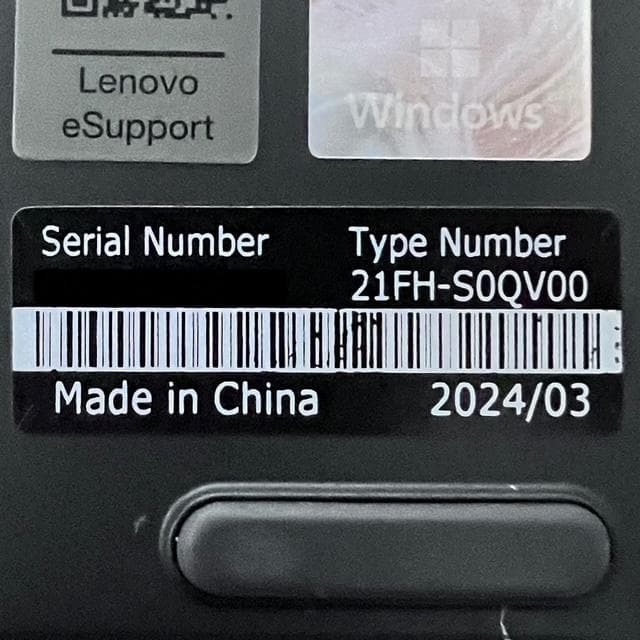 Lenovo
eSupport
Windows
Serial Number
Type Number
21FH-S0QV00
Made in China
2024/03